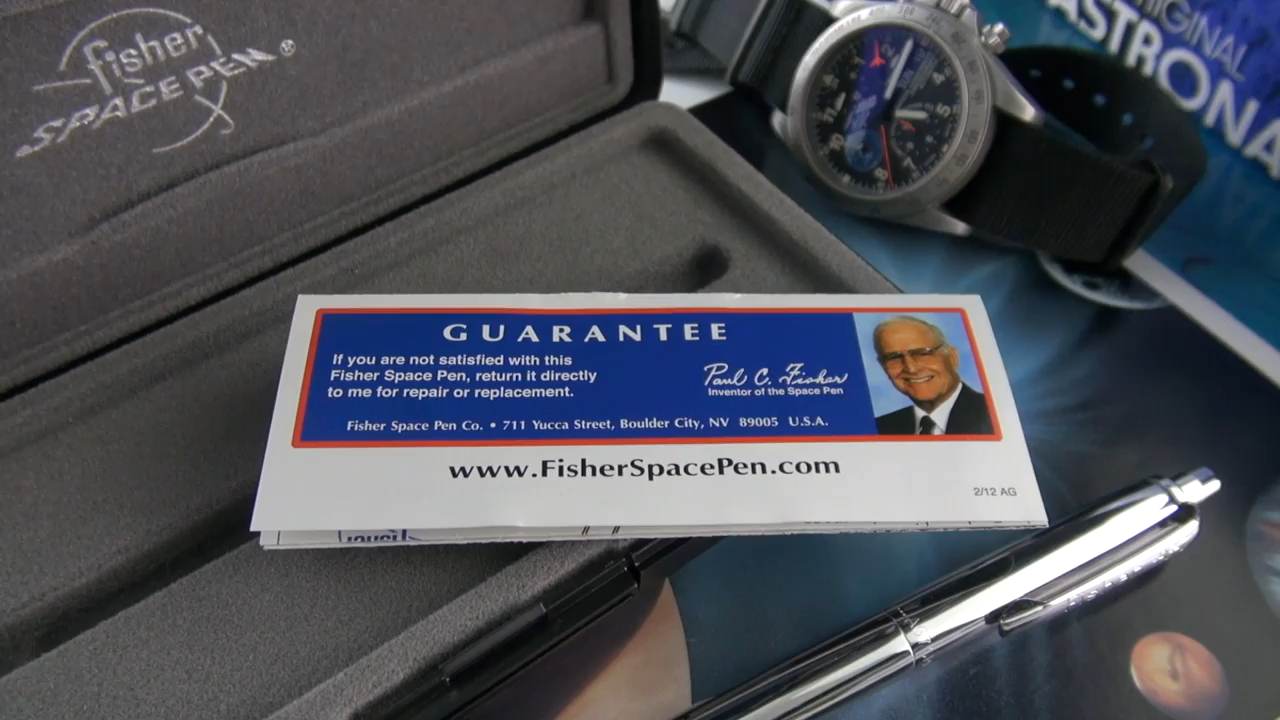 fisher
SPACE PEN®
ORIGINAL
ASTRONA
GUARANTEE
If you are not satisfied with this
Fisher Space Pen, return it directly
to me for repair or replacement.
Paul C. Fisher
Inventor of the Space Pen
Fisher Space Pen Co. • 711 Yucca Street, Boulder City, NV 89005 U.S.A.
www.FisherSpacePen.com
2/12 AG